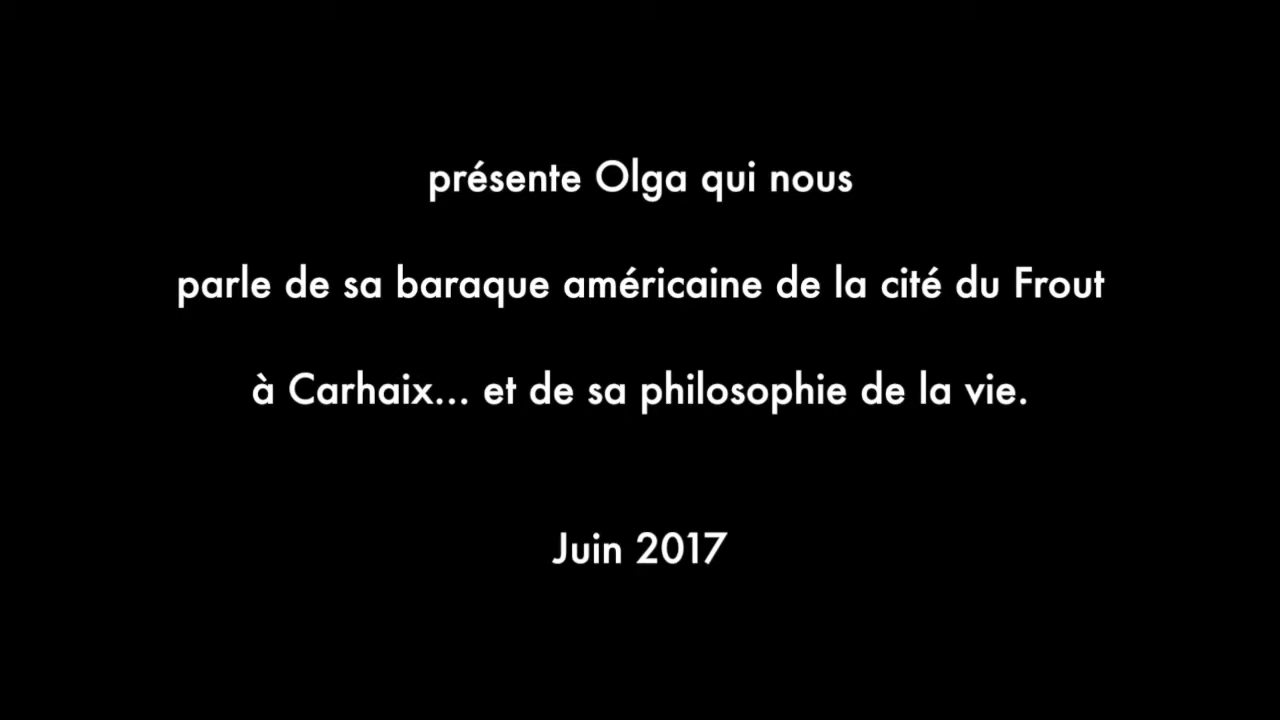 présente Olga qui nous
parle de sa baraque américaine de la cité du Frout
à Carhaix... et de sa philosophie de la vie.
Juin 2017